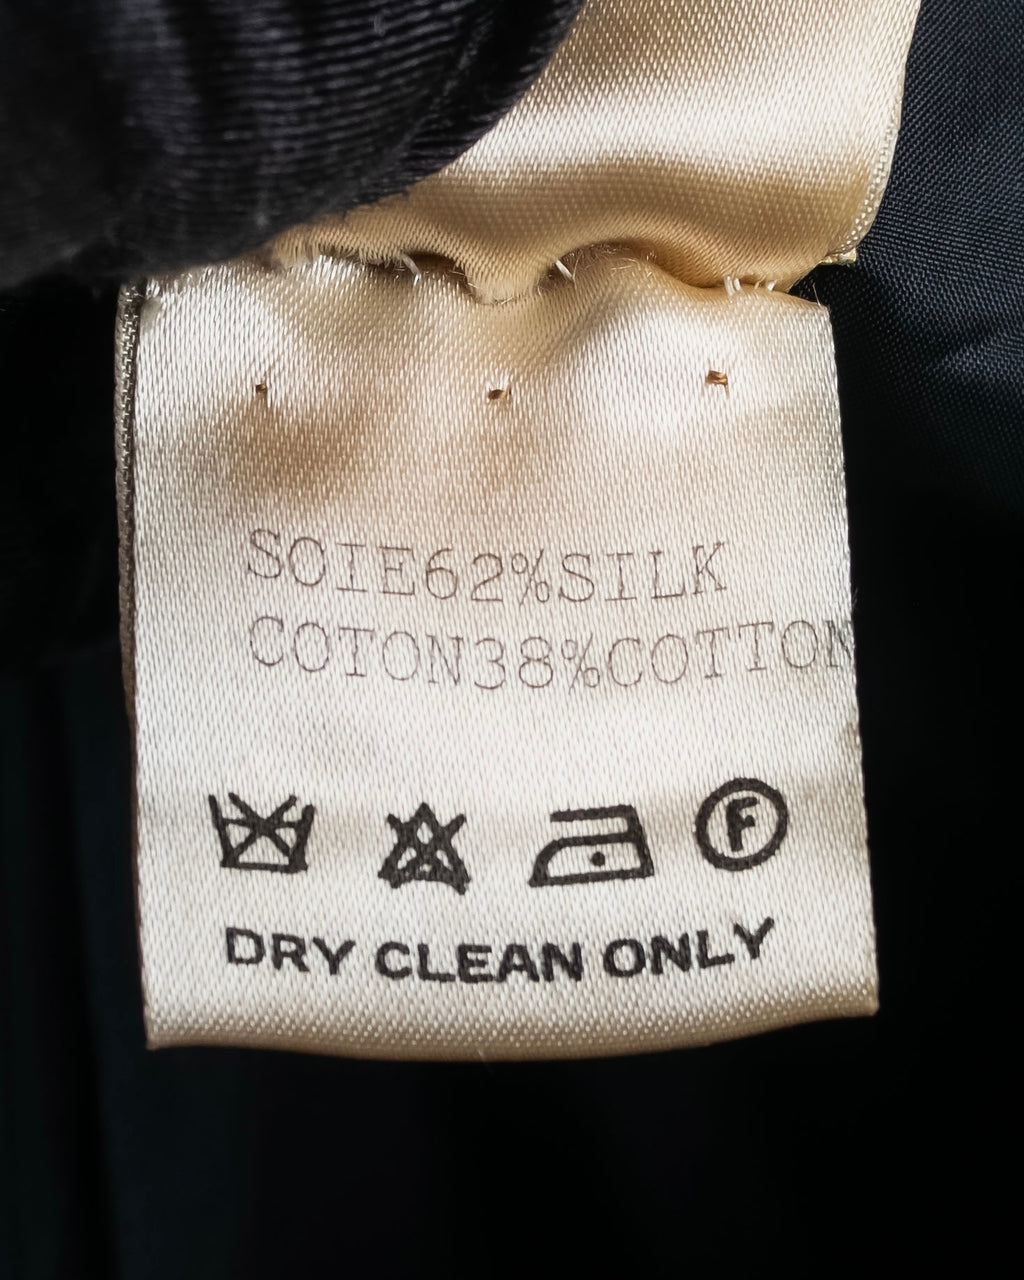 SOIE62%SILK
COTON38%COTTON
F
DRY CLEAN ONLY